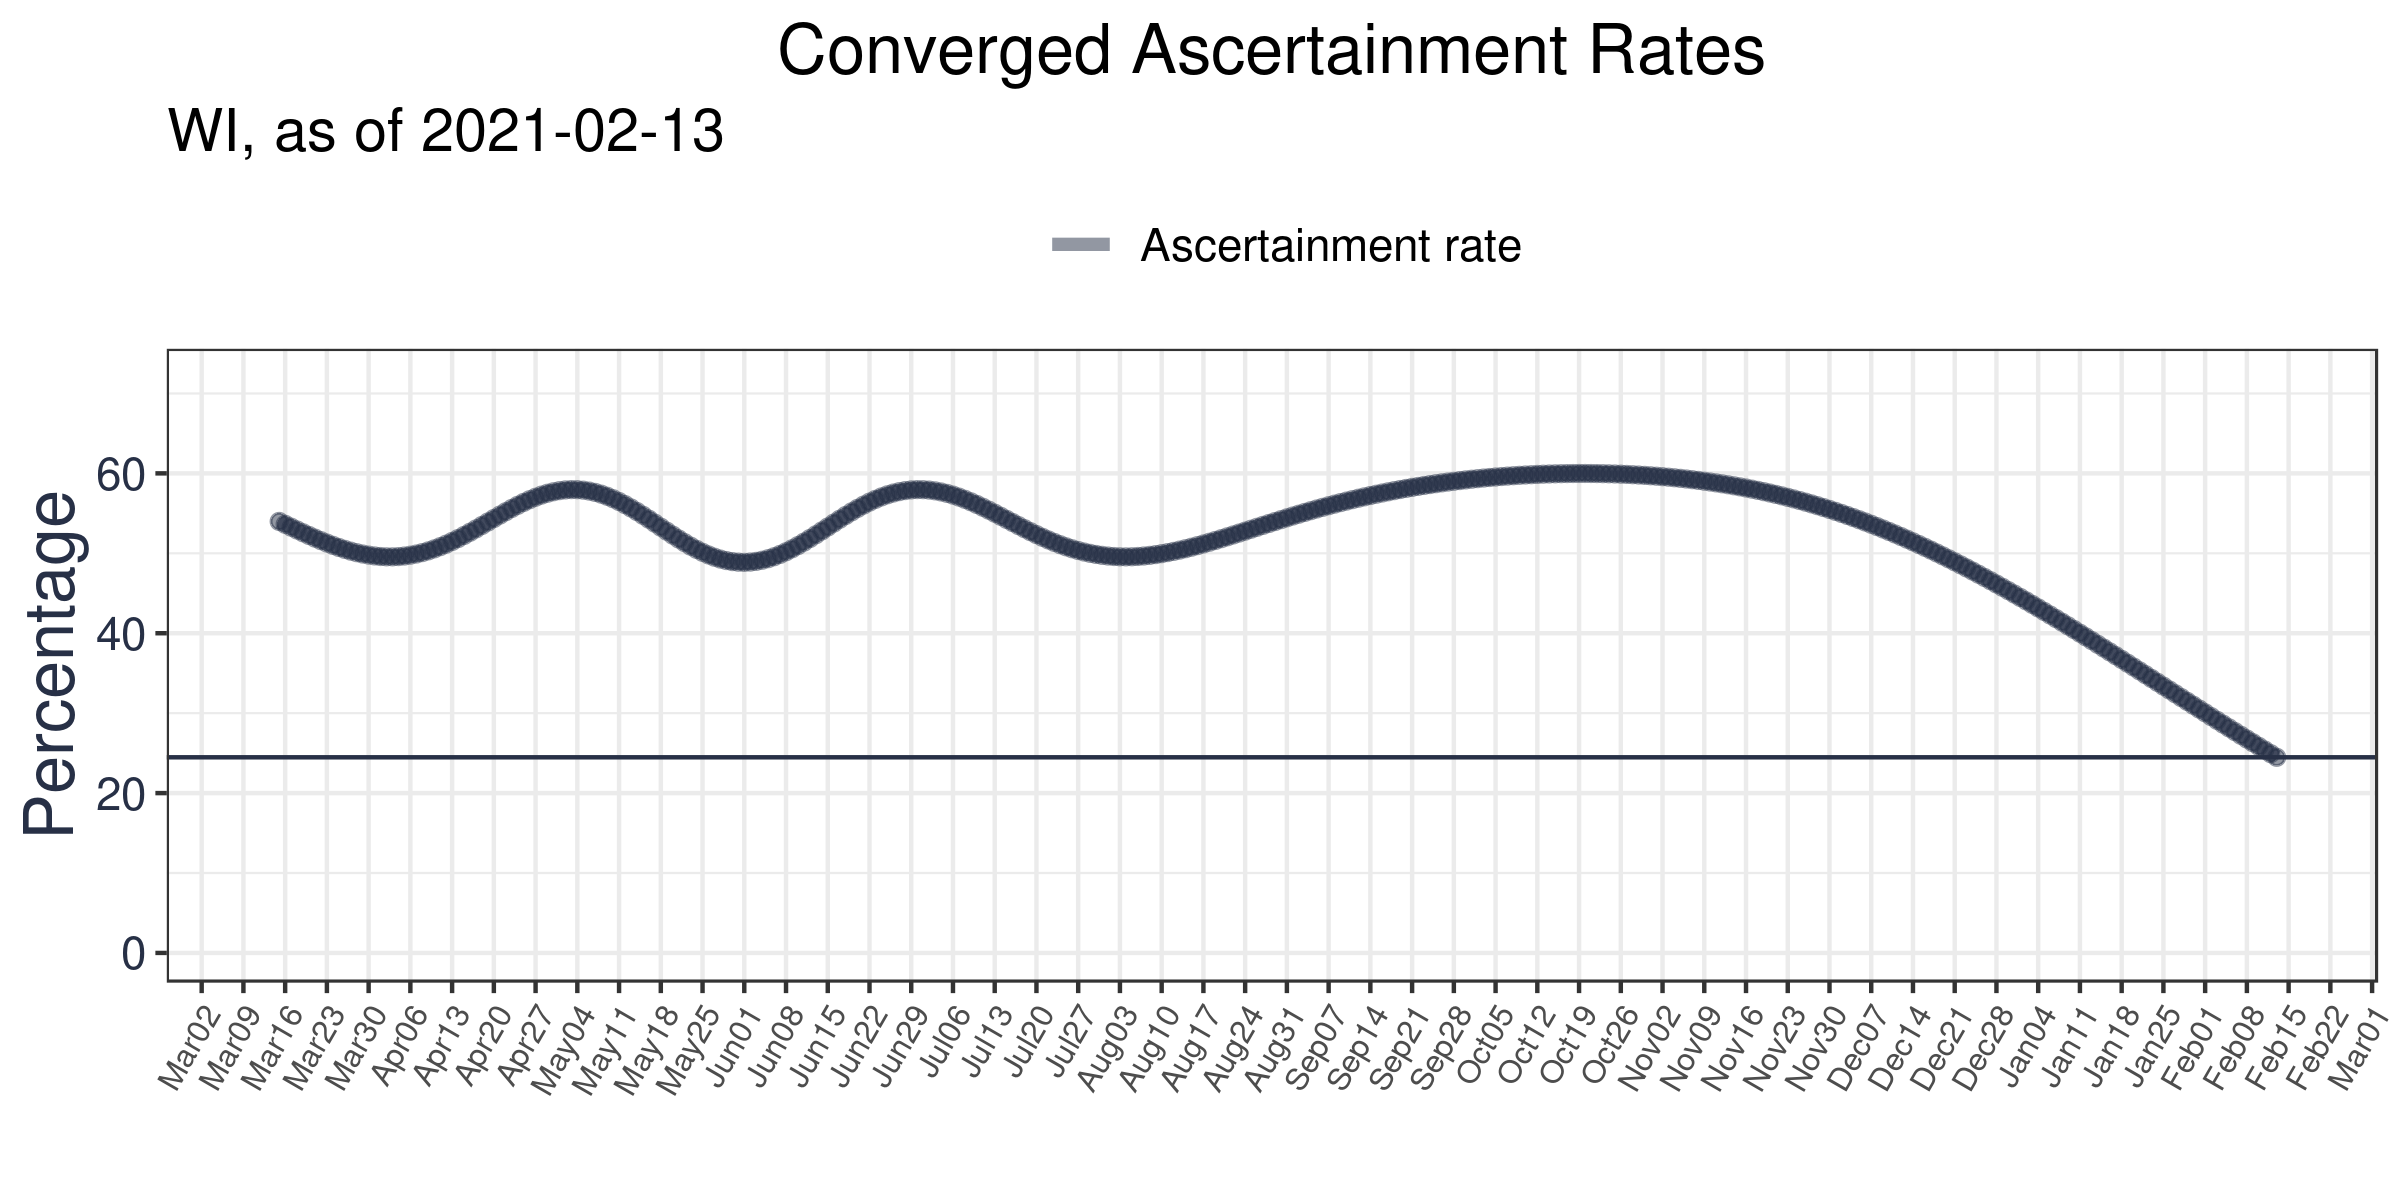 Converged Ascertainment Rates
WI, as of 2021-02-13
Ascertainment rate
Percentage
60
40
20
0
Mar02
Mar09
Mar16
Mar23
Mar30
Apr06
Apr13
Apr20
Apr27
May04
May11
May18
May25
Jun01
Jun08
Jun15
Jun22
Jun29
Jul06
Jul13
Jul20
Jul27
Aug03
Aug10
Aug17
Aug24
Aug31
Sep07
Sep14
Sep21
Sep28
Oct05
Oct12
Oct19
Oct26
Nov02
Nov09
Nov16
Nov23
Nov30
Dec07
Dec14
Dec21
Dec28
Jan04
Jan11
Jan18
Jan25
Feb01
Feb08
Feb15
Feb22
Mar01